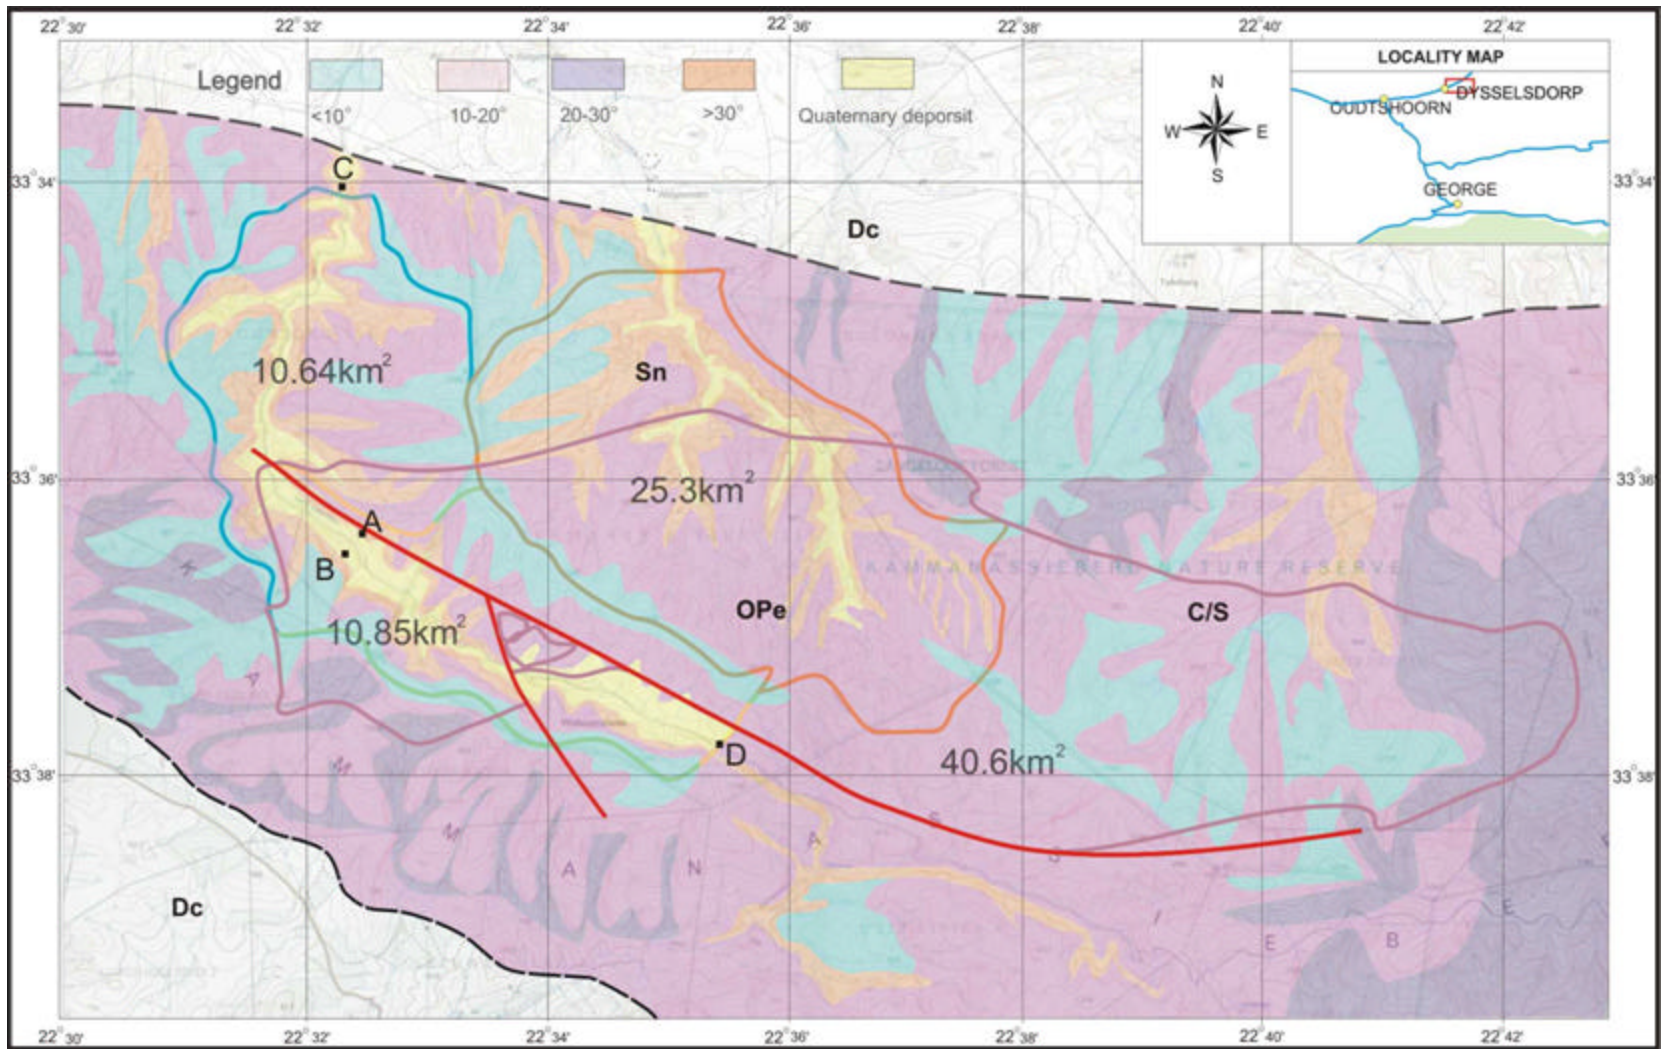 22°30' 22°32' 22°34' 22°36' 22°38' 22°40' 22°42'
Legend
<10°
10-20°
20-30°
>30°
Quaternary deporsit
N
W E
S
LOCALITY MAP
DYSSELSDORP
OUDTSHOORN
GEORGE
33°34' 33°34'
C
Dc
10.64km²
Sn
25.3km²
33°36' 33°36'
A
B
KAMMANASSIEBERG NATURE RESERVE
OPe
C/S
10.85km²
D
40.6km²
33°38' 33°38'
K A M M A N A S S I E B E
Dc
22°30' 22°32' 22°34' 22°36' 22°38' 22°40' 22°42'